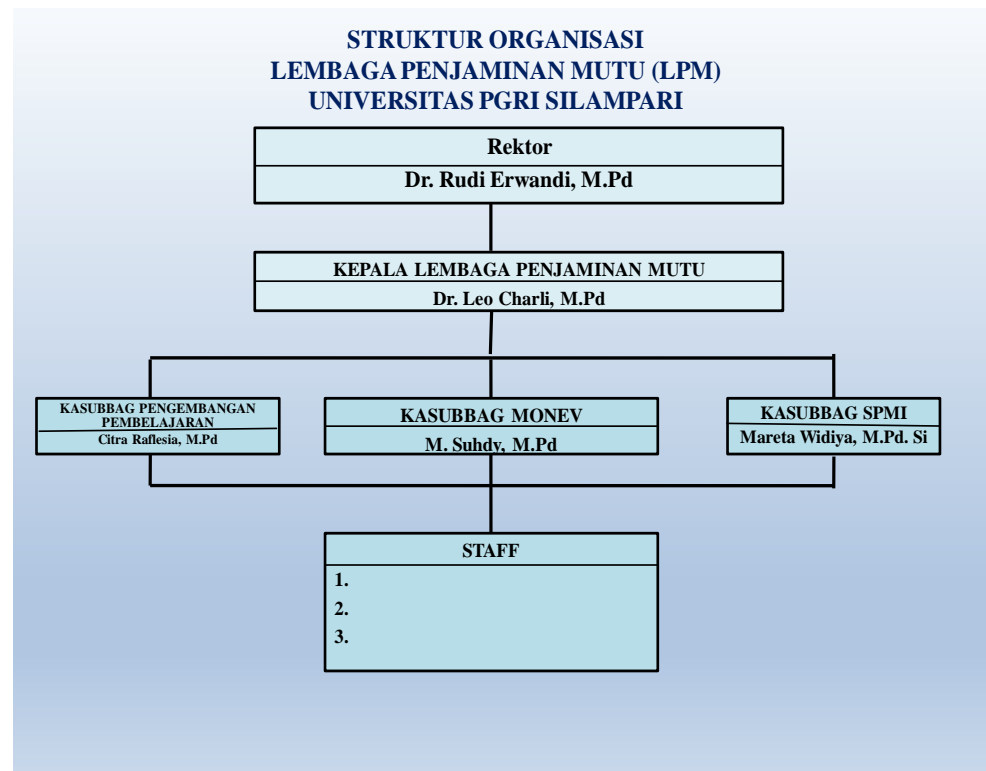 STRUKTUR ORGANISASI
LEMBAGA PENJAMINAN MUTU (LPM)
UNIVERSITAS PGRI SILAMPARI
Rektor
Dr. Rudi Erwandi, M.Pd
KEPALA LEMBAGA PENJAMINAN MUTU
Dr. Leo Charli, M.Pd
KASUBBAG PENGEMBANGAN
PEMBELAJARAN
Citra Raflesia, M.Pd
KASUBBAG MONEV
M. Suhdy, M.Pd
KASUBBAG SPMI
Mareta Widiya, M.Pd. Si
STAFF
1.
2.
3.